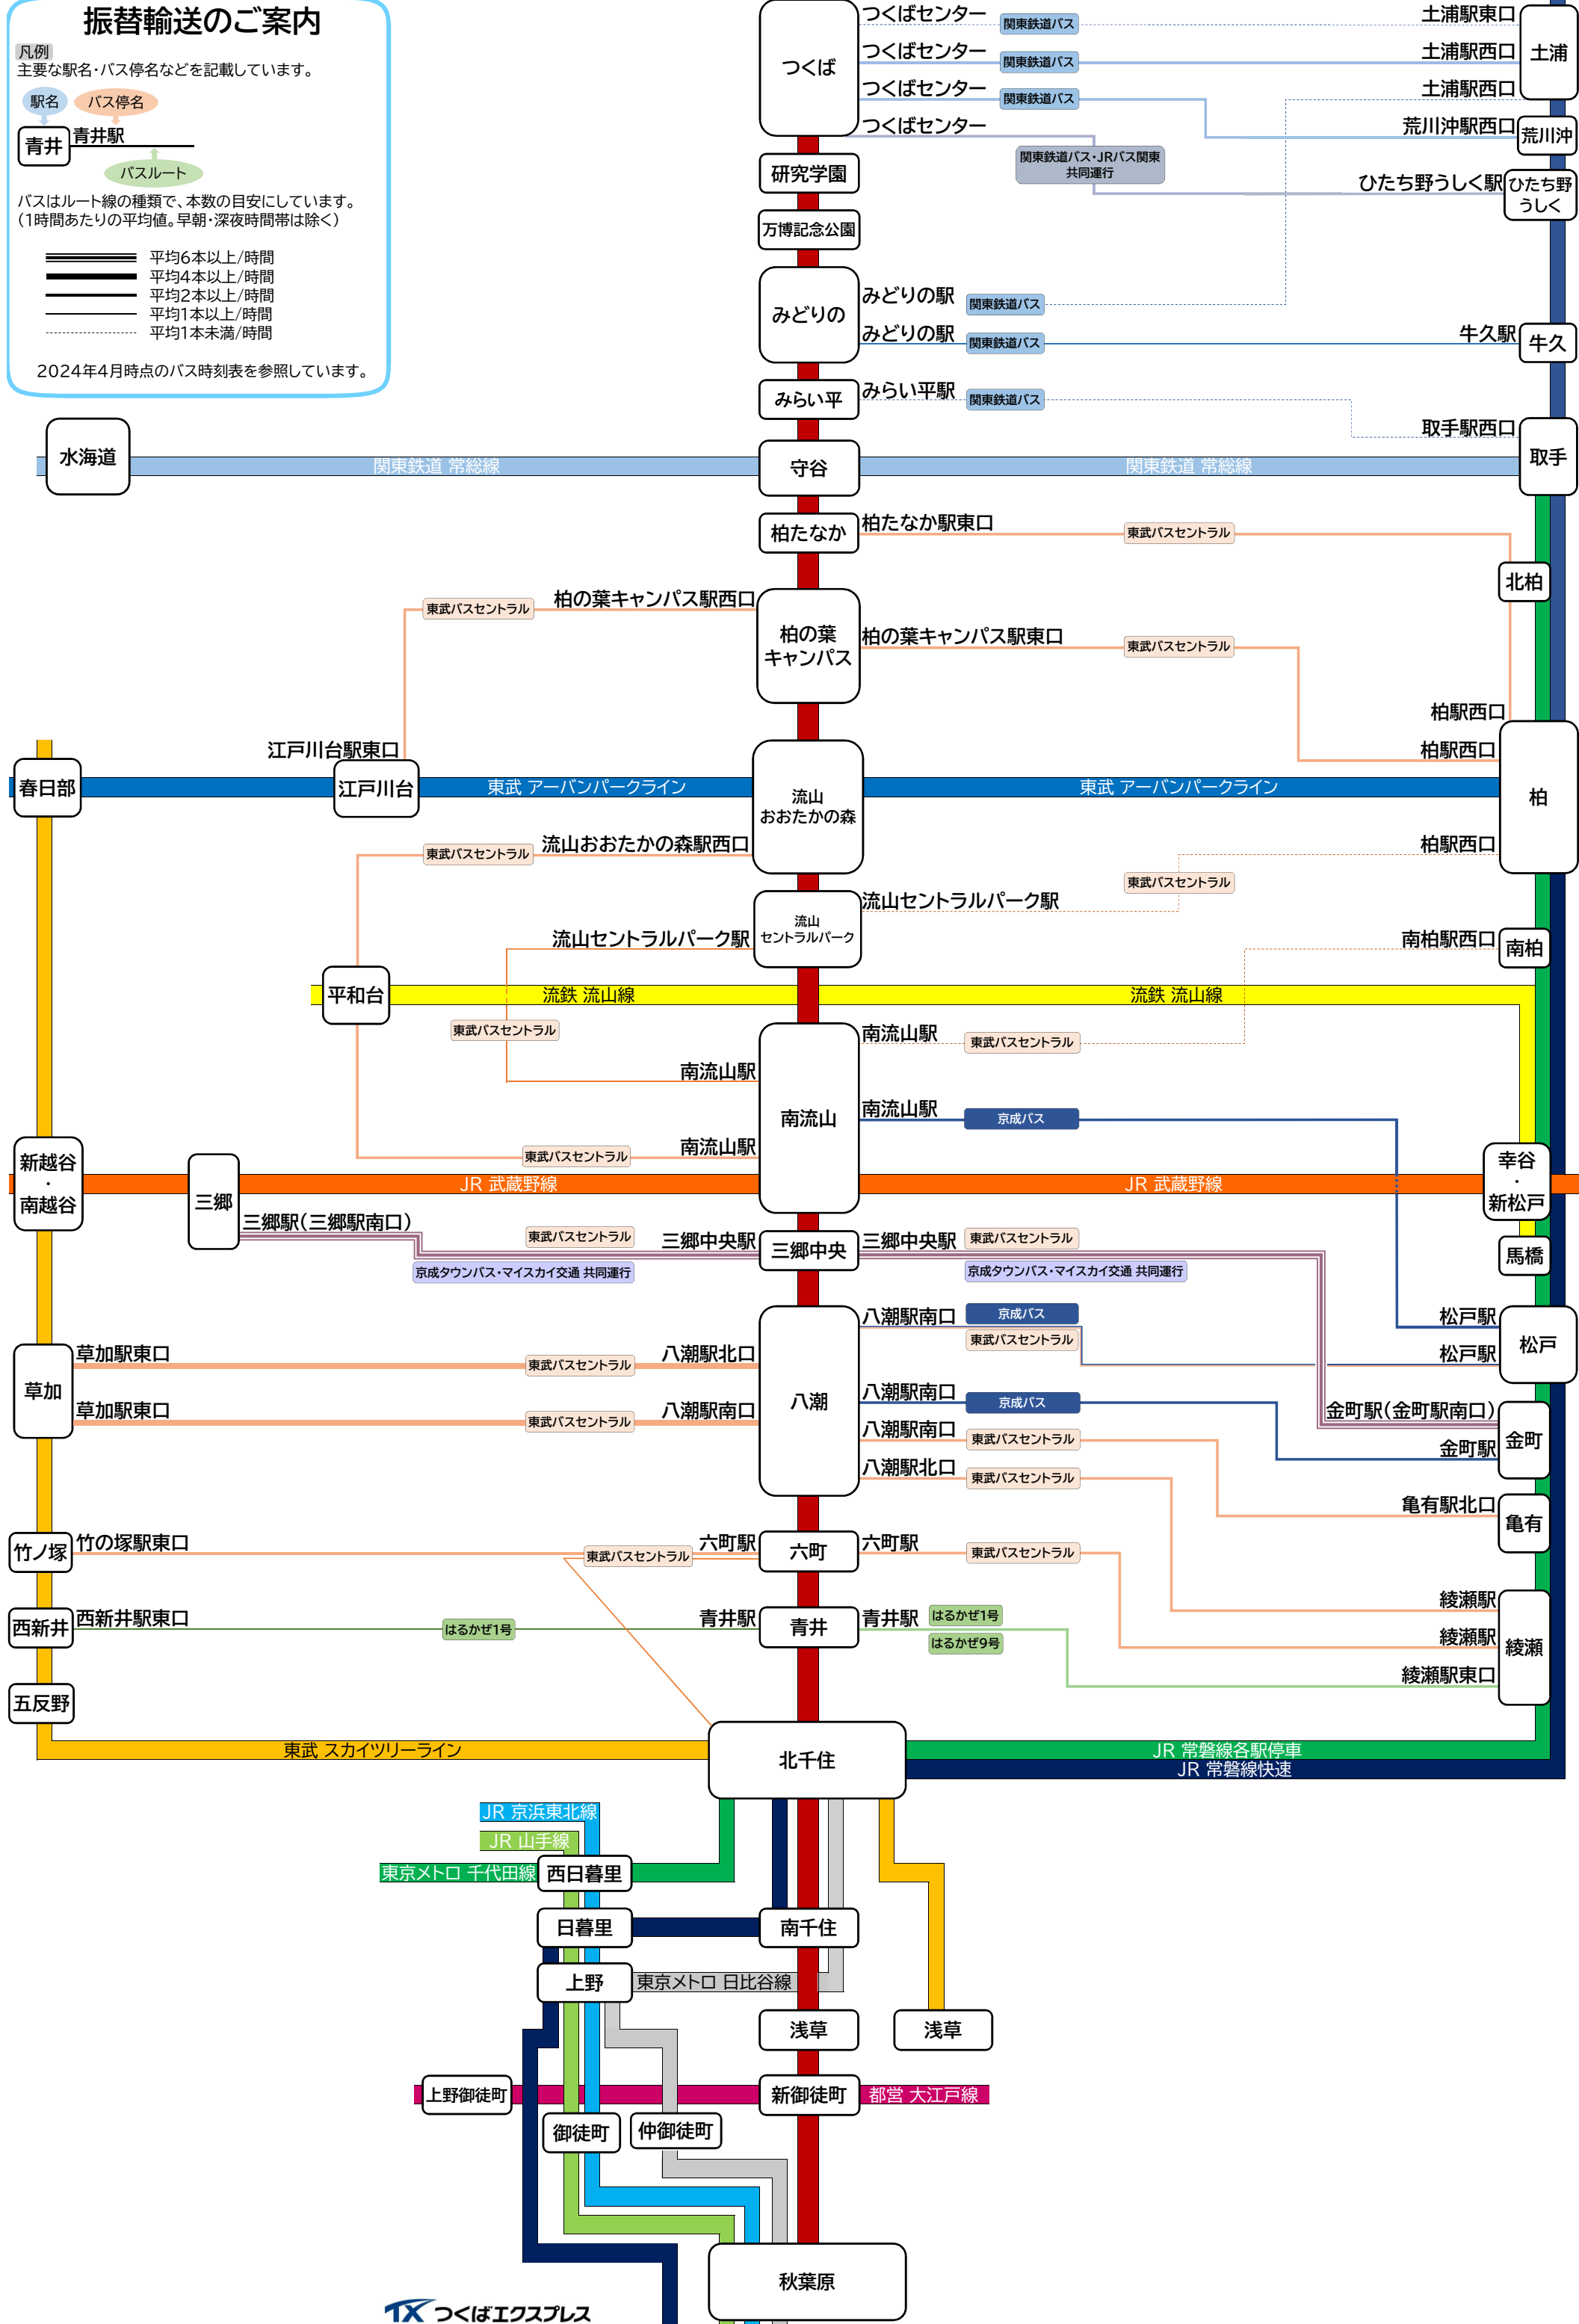 振替輸送のご案内
凡例
主要な駅名・バス停名などを記載しています。
駅名
バス停名
青井
青井駅
バスルート
バスはルート線の種類で、本数の目安にしています。
(1時間あたりの平均値。早朝・深夜時間帯は除く)
平均6本以上/時間
平均4本以上/時間
平均2本以上/時間
平均1本以上/時間
平均1本未満/時間
2024年4月時点のバス時刻表を参照しています。
つくば
つくばセンター
関東鉄道バス
土浦駅東口
土浦
つくばセンター
関東鉄道バス
土浦駅西口
つくばセンター
関東鉄道バス
土浦駅西口
つくばセンター
荒川沖駅西口
荒川沖
関東鉄道バス・JRバス関東
共同運行
研究学園
ひたち野うしく駅
ひたち野
うしく
万博記念公園
みどりの
みどりの駅
関東鉄道バス
みどりの駅
関東鉄道バス
牛久駅
牛久
みらい平
みらい平駅
関東鉄道バス
取手駅西口
取手
水海道
関東鉄道 常総線
守谷
関東鉄道 常総線
柏たなか
柏たなか駅東口
東武バスセントラル
北柏
東武バスセントラル
柏の葉キャンパス駅西口
柏の葉
キャンパス
柏の葉キャンパス駅東口
東武バスセントラル
柏駅西口
柏駅西口
江戸川台駅東口
春日部
江戸川台
東武 アーバンパークライン
流山
おおたかの森
東武 アーバンパークライン
柏
東武バスセントラル
流山おおたかの森駅西口
柏駅西口
東武バスセントラル
流山
セントラルパーク
流山セントラルパーク駅
流山セントラルパーク駅
南柏駅西口
南柏
平和台
流鉄 流山線
流鉄 流山線
東武バスセントラル
南流山駅
南流山
南流山駅
東武バスセントラル
南流山駅
京成バス
南流山駅
東武バスセントラル
新越谷
・
南越谷
三郷
JR 武蔵野線
JR 武蔵野線
幸谷
・
新松戸
三郷駅(三郷駅南口)
東武バスセントラル
京成タウンバス・マイスカイ交通 共同運行
三郷中央駅
三郷中央
三郷中央駅
東武バスセントラル
京成タウンバス・マイスカイ交通 共同運行
馬橋
八潮駅南口
京成バス
東武バスセントラル
松戸駅
松戸駅
松戸
草加
草加駅東口
東武バスセントラル
八潮駅北口
草加駅東口
東武バスセントラル
八潮駅南口
八潮
八潮駅南口
京成バス
金町駅(金町駅南口)
金町駅
金町
八潮駅南口
東武バスセントラル
八潮駅北口
東武バスセントラル
亀有駅北口
亀有
竹ノ塚
竹の塚駅東口
東武バスセントラル
六町駅
六町
六町駅
東武バスセントラル
綾瀬駅
綾瀬駅
綾瀬駅東口
綾瀬
西新井
西新井駅東口
はるかぜ1号
青井駅
青井
青井駅
はるかぜ1号
はるかぜ9号
五反野
東武 スカイツリーライン
北千住
JR 常磐線各駅停車
JR 常磐線快速
JR 京浜東北線
JR 山手線
東京メトロ 千代田線
西日暮里
日暮里
南千住
上野
東京メトロ 日比谷線
浅草
浅草
上野御徒町
新御徒町
都営 大江戸線
御徒町
仲御徒町
秋葉原
TX つくばエクスプレス